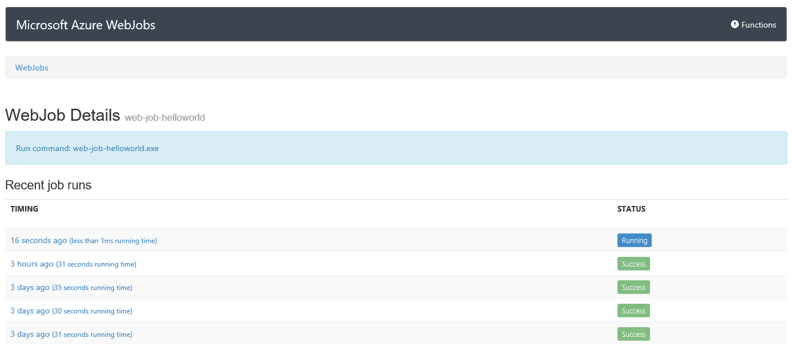 Microsoft Azure WebJobs Functions
WebJobs
WebJob Details web-job-helloworld
Run command: web-job-helloworld.exe
Recent job runs
TIMING STATUS
16 seconds ago (less than 1ms running time) Running
3 hours ago (31 seconds running time) Success
3 days ago (35 seconds running time) Success
3 days ago (30 seconds running time) Success
3 days ago (31 seconds running time) Success